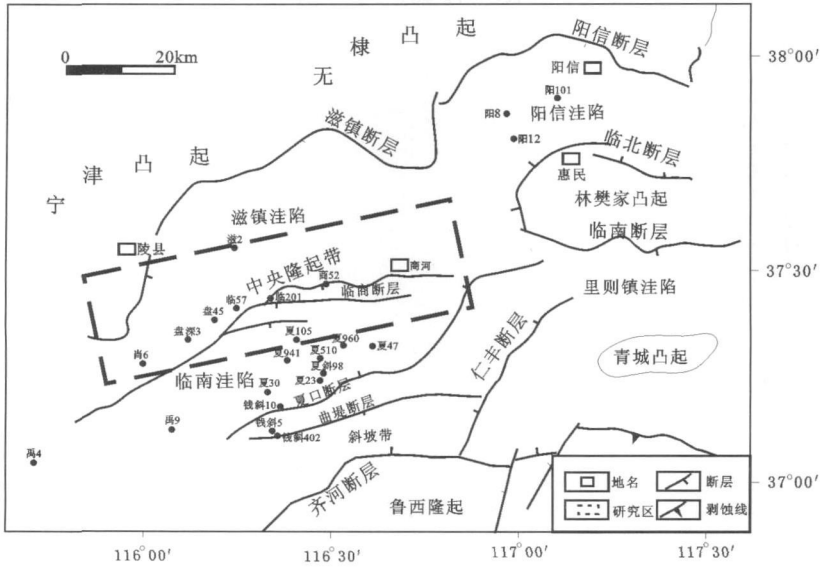 0 20km
无棣凸起
阳信断层
38°00′
阳信
阳101
阳8
阳信洼陷
阳12
滋镇断层
临北断层
惠民
宁津凸起
林樊家凸起
滋镇洼陷
临南断层
陵县
滋2
中央隆起带
商河
商52
37°30′
临商断层
里则镇洼陷
临201
临57
盘45
盘深3
夏105
夏960
夏47
仁丰断层
青城凸起
肖6
夏941
夏510
夏斜98
临南洼陷
夏23
夏30
夏口断层
钱斜10
曲堤断层
禹9
钱斜5
钱斜402
斜坡带
禹4
37°00′
齐河断层
鲁西隆起
地名
断层
研究区
剥蚀线
116°00′
116°30′
117°00′
117°30′